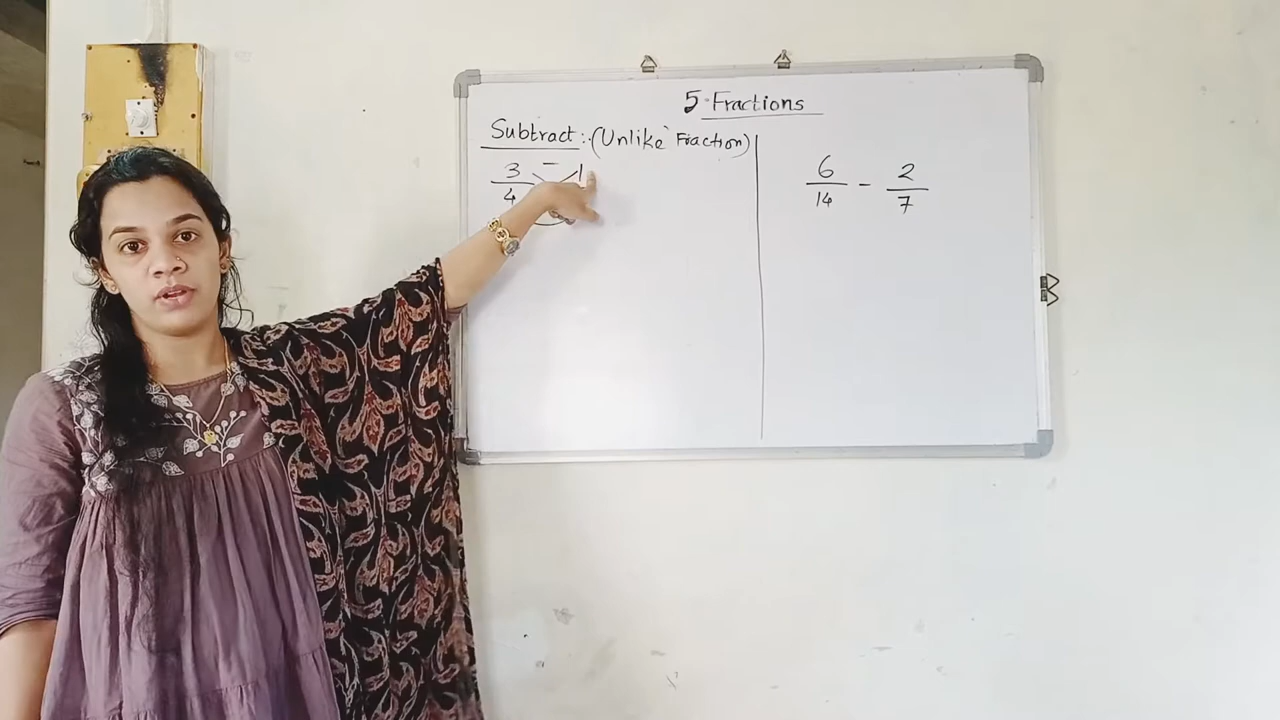 5. Fractions
Subtract:- (Unlike Fraction)
3/4 - 1
6/14 - 2/7